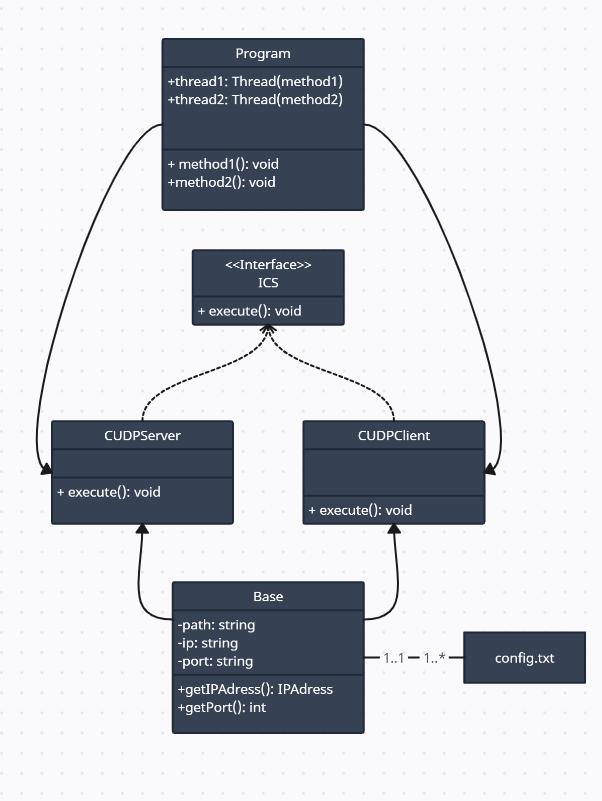 Program
+thread1: Thread(method1)
+thread2: Thread(method2)
+ method1(): void
+method2(): void
<<Interface>>
ICS
+ execute(): void
CUDPServer
+ execute(): void
CUDPClient
+ execute(): void
Base
-path: string
-ip: string
-port: string
+getIPAdress(): IPAdress
+getPort(): int
1..1
1..*
config.txt